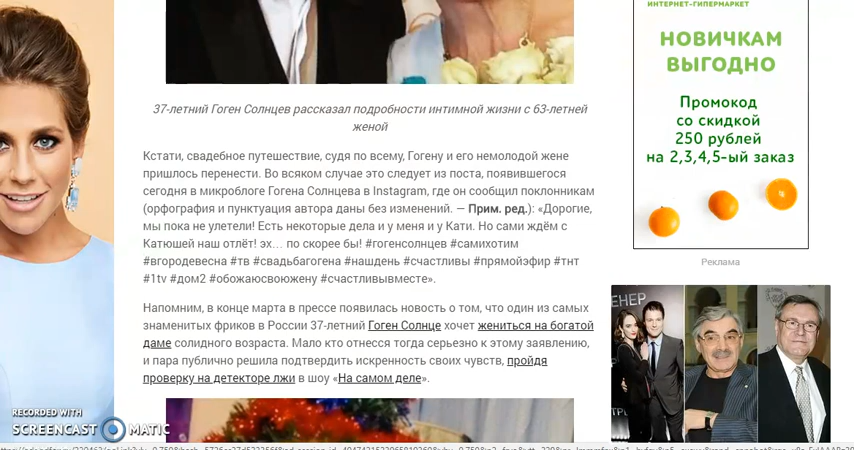 ИНТЕРНЕТ-ГИПЕРМАРКЕТ
НОВИЧКАМ
ВЫГОДНО
Промокод
со скидкой
250 рублей
на 2,3,4,5-ый заказ
Реклама
37-летний Гоген Солнцев рассказал подробности интимной жизни с 63-летней
женой
Кстати, свадебное путешествие, судя по всему, Гогену и его немолодой жене
пришлось перенести. Во всяком случае это следует из поста, появившегося
сегодня в микроблоге Гогена Солнцева в Instagram, где он сообщил поклонникам
(орфография и пунктуация автора даны без изменений. — Прим. ред.): «Дорогие,
мы пока не улетели! Есть некоторые дела и у меня и у Кати. Но сами ждём с
Катюшей наш отлёт! эх... по скорее бы! #гогенсолнцев #самихотим
#вгородевесна #тв #свадьбагогена #нашдень #счастливы #прямойэфир #тнт
#1tv #дом2 #обожаюсвоюжену #счастливывместе».
Напомним, в конце марта в прессе появилась новость о том, что один из самых
знаменитых фриков в России 37-летний Гоген Солнце хочет жениться на богатой
даме солидного возраста. Мало кто отнесся тогда серьезно к этому заявлению,
и пара публично решила подтвердить искренность своих чувств, пройдя
проверку на детекторе лжи в шоу «На самом деле».
RECORDED WITH
SCREENCAST MATIC